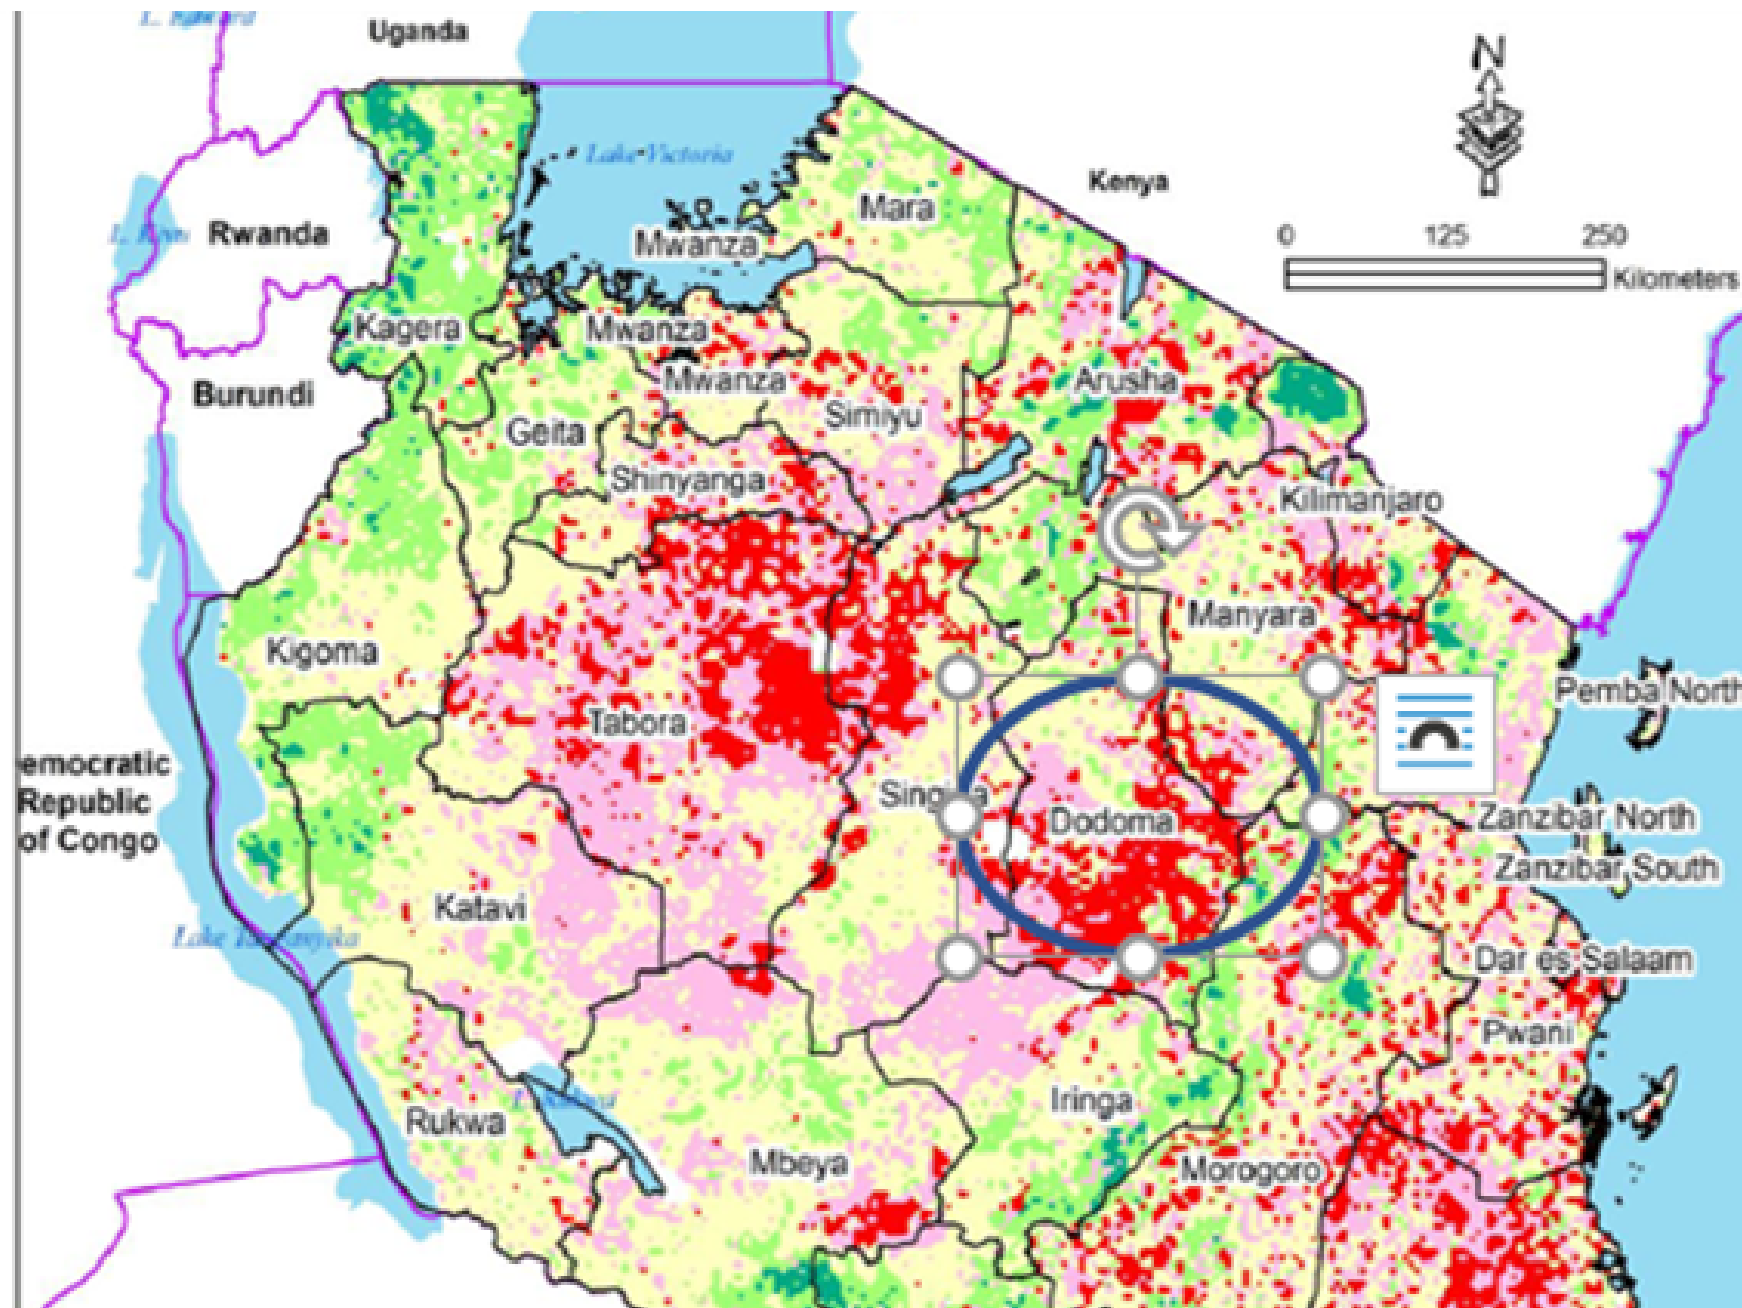 Uganda
N
Lake Victoria
Kenya
Mara
Rwanda
Mwanza
0 125 250
Kilometers
Kagera
Mwanza
Burundi
Mwanza
Arusha
Simiyu
Geita
Shinyanga
Kilimanjaro
Manyara
Kigoma
Pemba North
Tabora
emocratic
Republic
of Congo
Dodoma
Zanzibar North
Zanzibar South
Katavi
Dar es Salaam
Pwani
Iringa
Rukwa
Mbeya
Morogoro